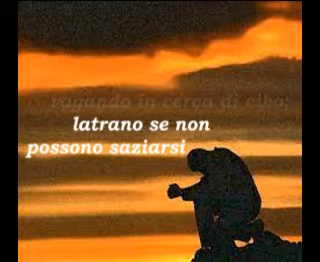 vagando in cerca di cibo;
latrano se non
possono saziarsi